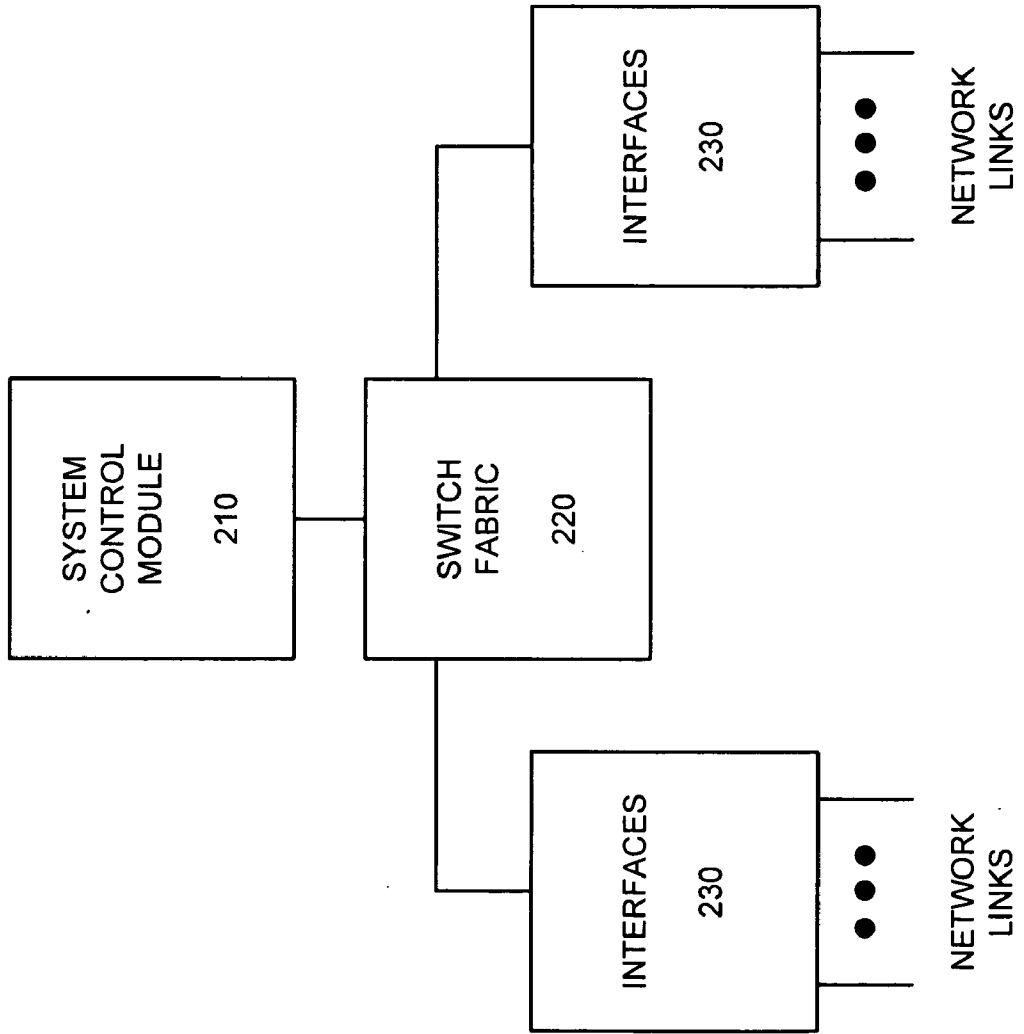 SYSTEM
CONTROL
MODULE
210
SWITCH
FABRIC
220
INTERFACES
230
NETWORK
LINKS
INTERFACES
230
NETWORK
LINKS